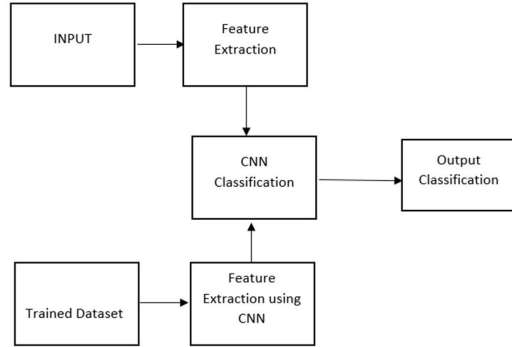 INPUT
Feature
Extraction
CNN
Classification
Output
Classification
Trained Dataset
Feature
Extraction using
CNN